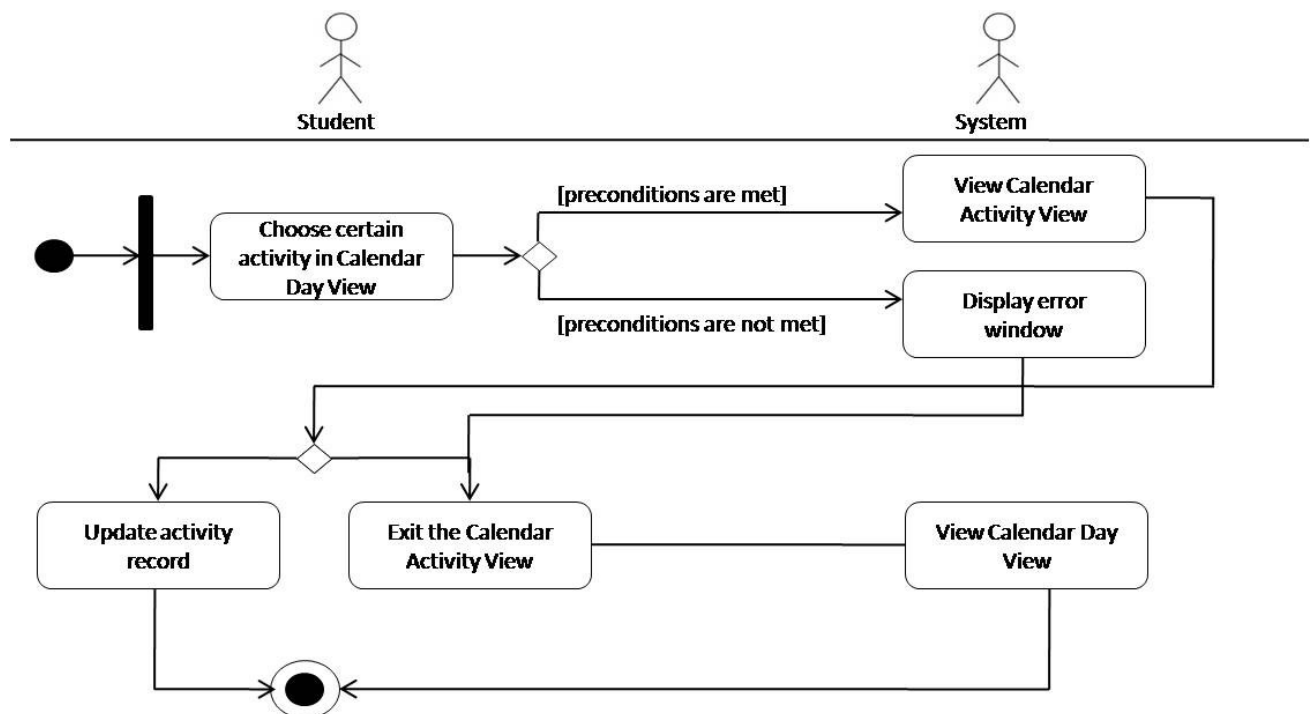 Student
System
[preconditions are met]
View Calendar
Activity View
Choose certain
activity in Calendar
Day View
[preconditions are not met]
Display error
window
Update activity
record
Exit the Calendar
Activity View
View Calendar Day
View